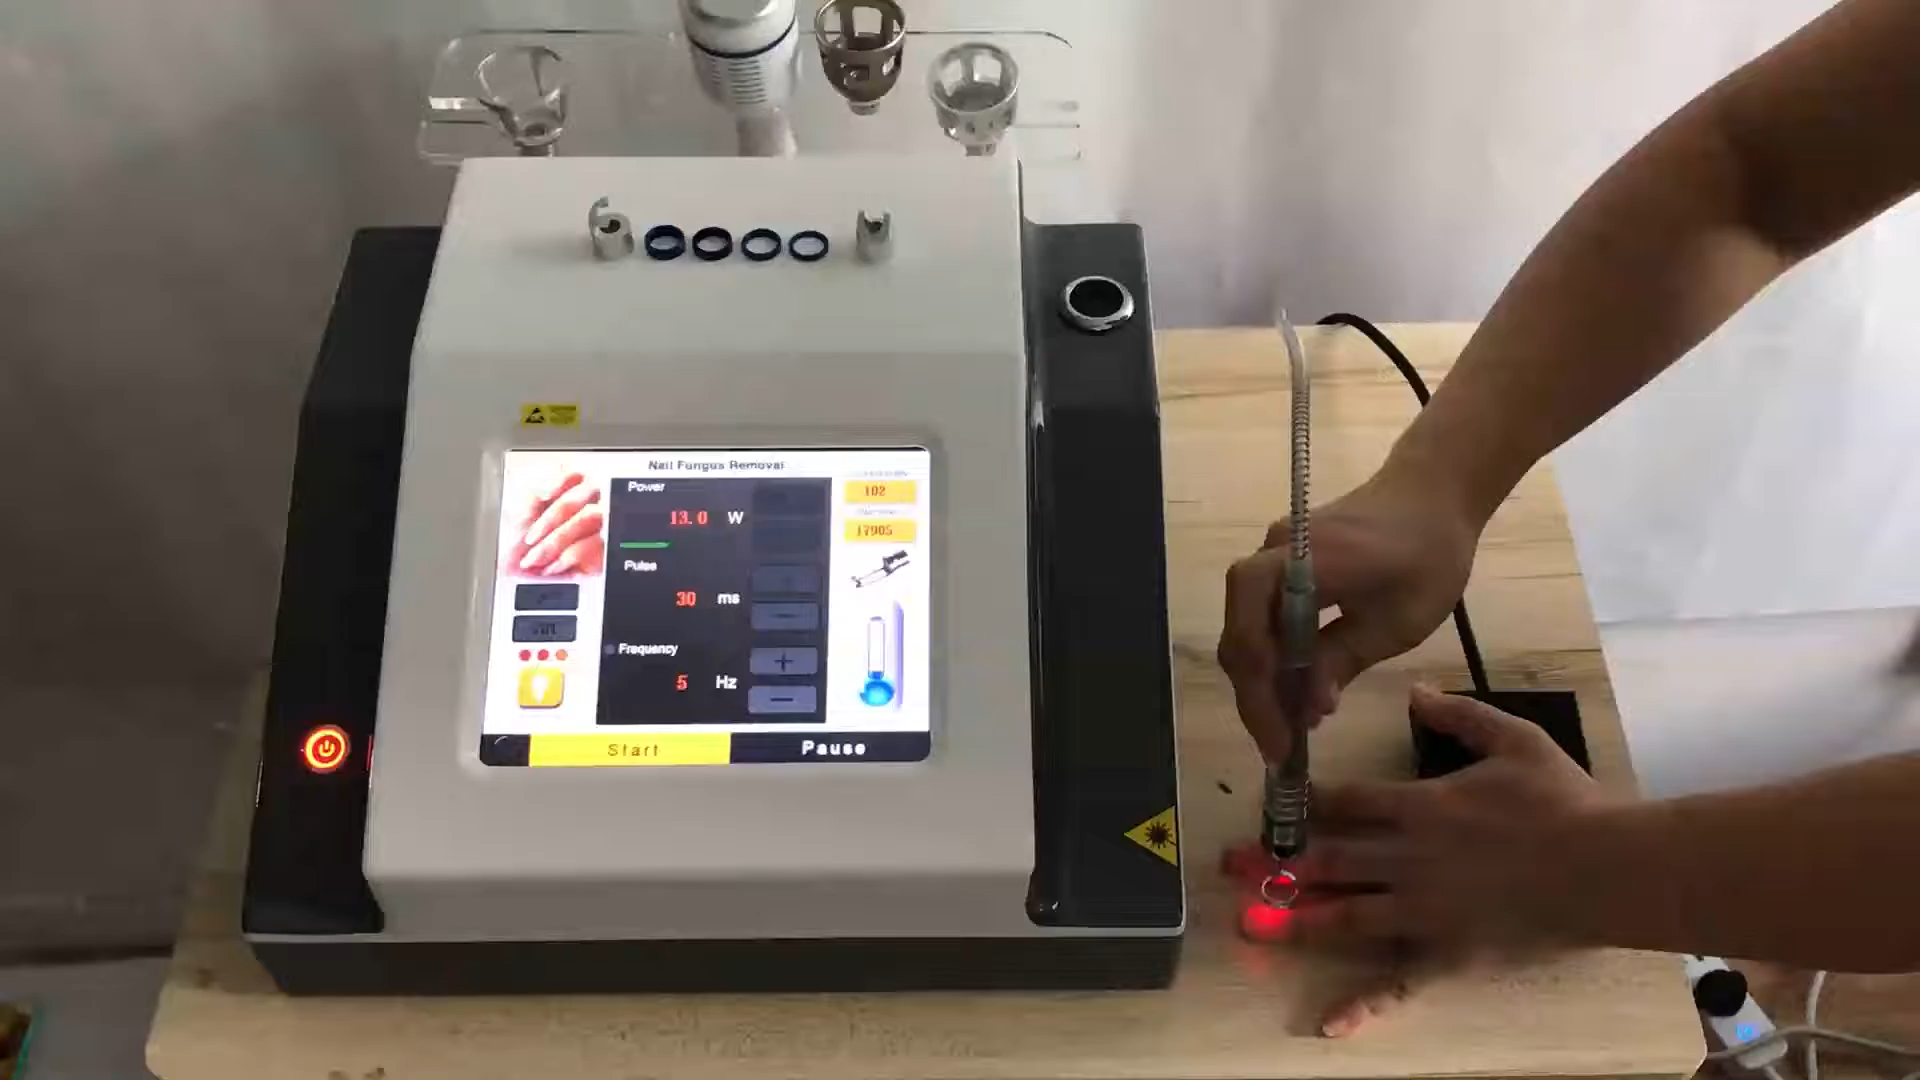 Nail Fungus Removal
Power
102
13.0 W
17905
Pulse
30 ms
Frequency
5 Hz
Start Pause